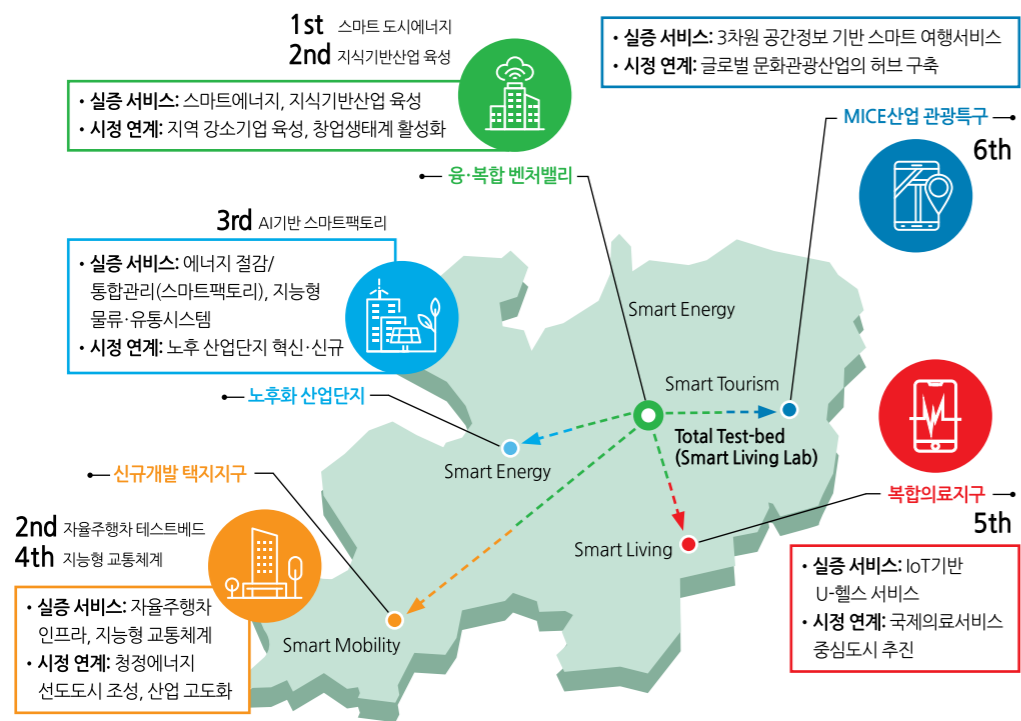 1st 스마트 도시에너지
2nd 지식기반산업 육성
• 실증 서비스: 스마트에너지, 지식기반산업 육성
• 시정 연계: 지역 강소기업 육성, 창업생태계 활성화
융·복합 벤처밸리
• 실증 서비스: 3차원 공간정보 기반 스마트 여행서비스
• 시정 연계: 글로벌 문화관광산업의 허브 구축
MICE산업 관광특구
6th
3rd AI기반 스마트팩토리
• 실증 서비스: 에너지 절감/
통합관리(스마트팩토리), 지능형
물류·유통시스템
• 시정 연계: 노후 산업단지 혁신·신규
노후화 산업단지
Smart Energy
Smart Tourism
Total Test-bed
(Smart Living Lab)
Smart Energy
Smart Living
Smart Mobility
신규개발 택지지구
2nd 자율주행차 테스트베드
4th 지능형 교통체계
• 실증 서비스: 자율주행차
인프라, 지능형 교통체계
• 시정 연계: 청정에너지
선도도시 조성, 산업 고도화
복합의료지구
5th
• 실증 서비스: IoT기반
U-헬스 서비스
• 시정 연계: 국제의료서비스
중심도시 추진